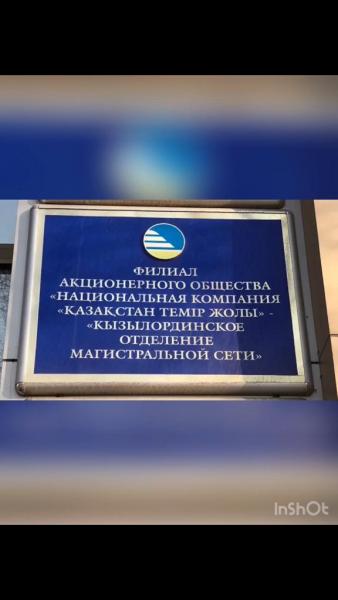 ФИЛИАЛ
АКЦИОНЕРНОГО ОБЩЕСТВА
«НАЦИОНАЛЬНАЯ КОМПАНИЯ
«ҚАЗАҚСТАН ТЕМІР ЖОЛЫ» -
«КЫЗЫЛОРДИНСКОЕ
ОТДЕЛЕНИЕ
МАГИСТРАЛЬНОЙ СЕТИ»
InShOt